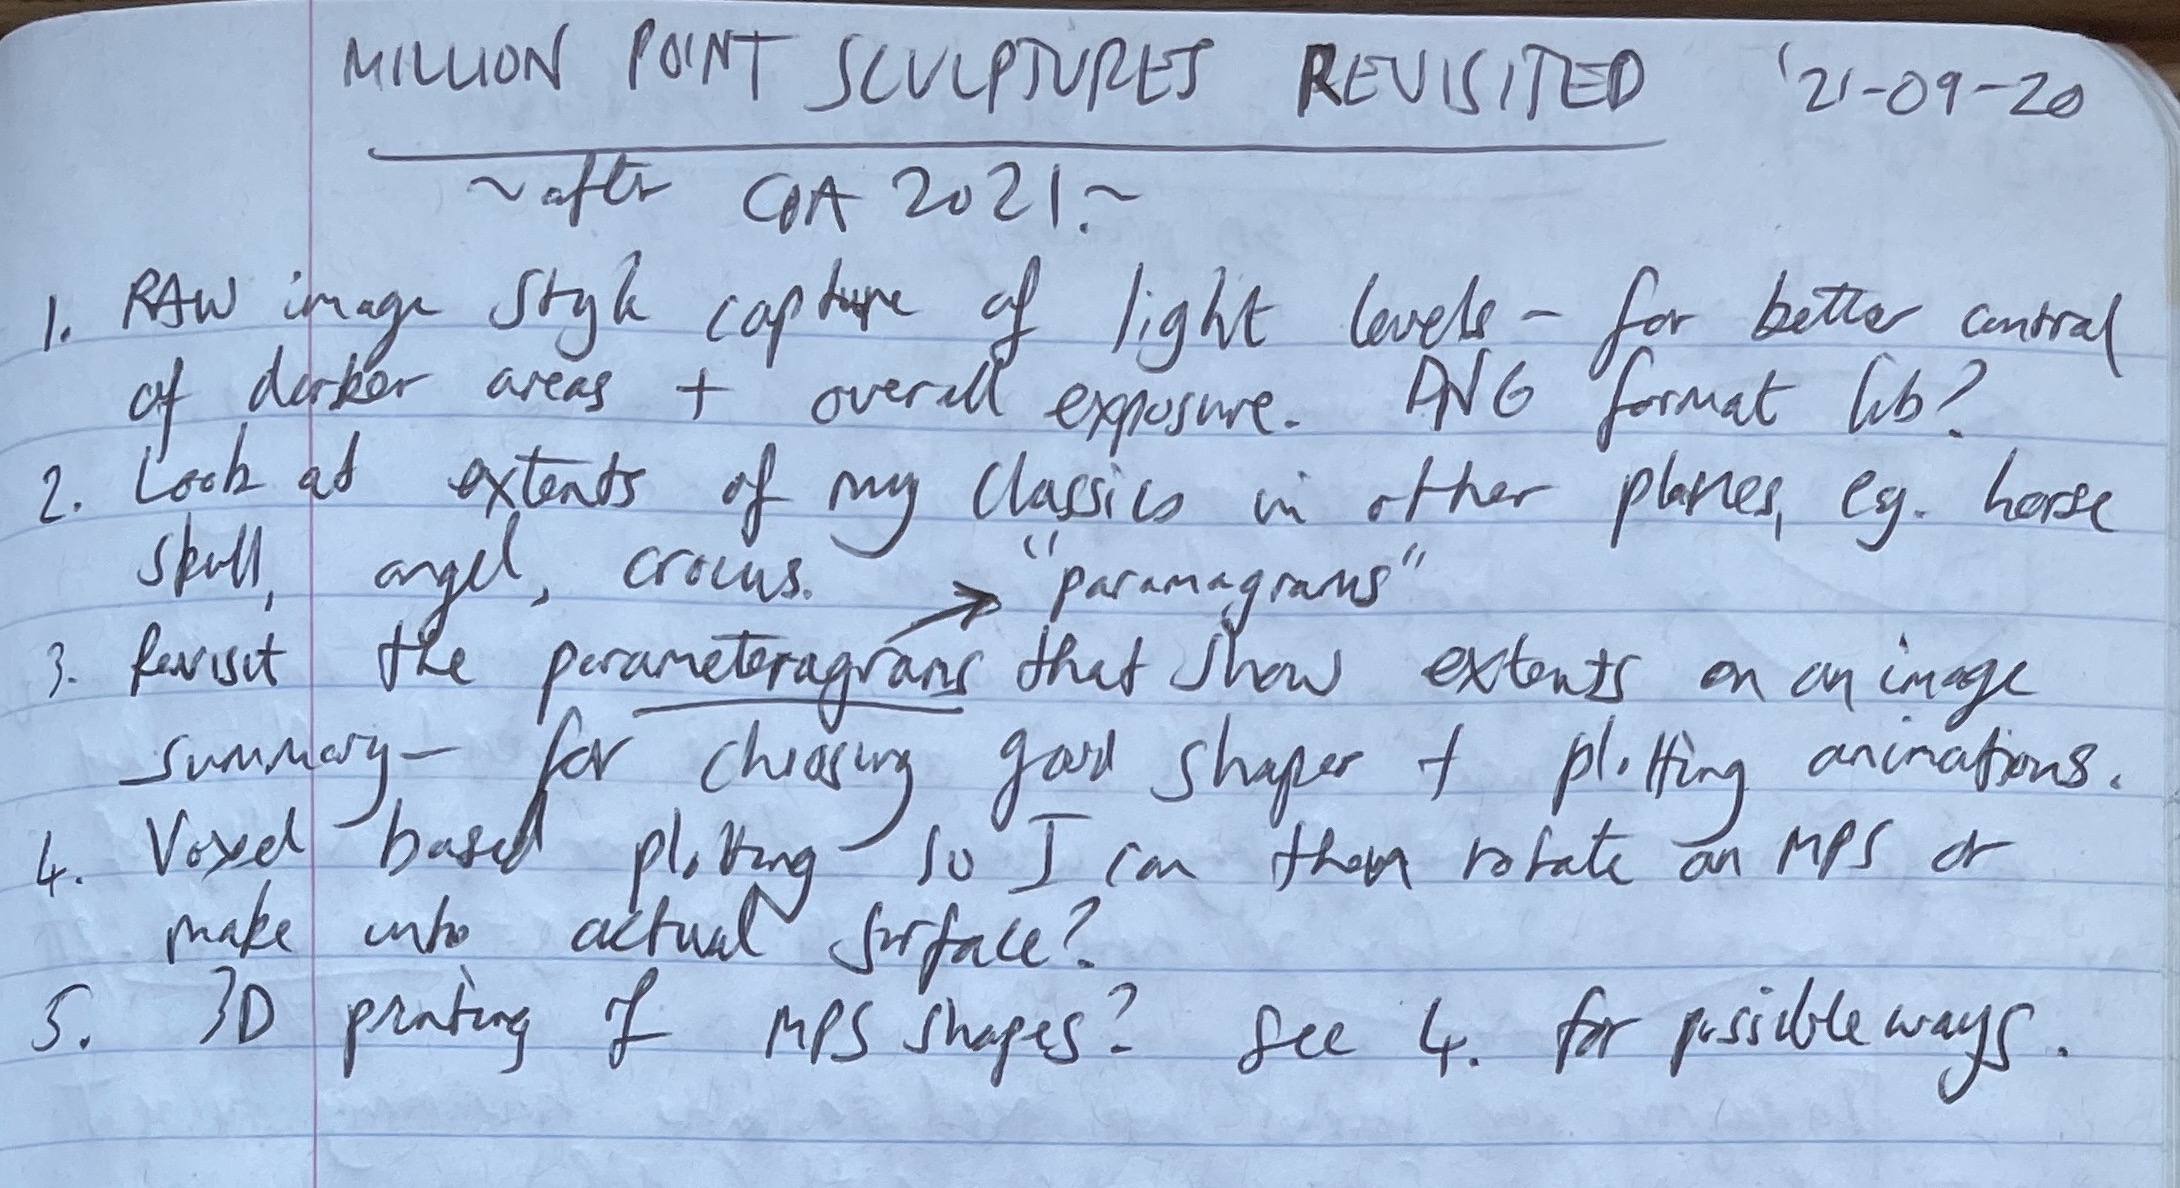 MILLION POINT SCULPTURES REVISITED '21-09-20
~after 2021.~
1. RAW image style capture of light levels - for better control
of darker areas + overall exposure. DNG format lib?
2. Look at extents of my classics in other planes, eg. horse
skull, angel, crocus. "paramagrams"
3. Revisit the parameteragrams that show extents on an image
summary - for choosing good shapes + plotting animations.
4. Voxel based plotting so I can then rotate an MPS or
make into actual surface?
5. 3D printing of MPS shapes? See 4. for possible ways.